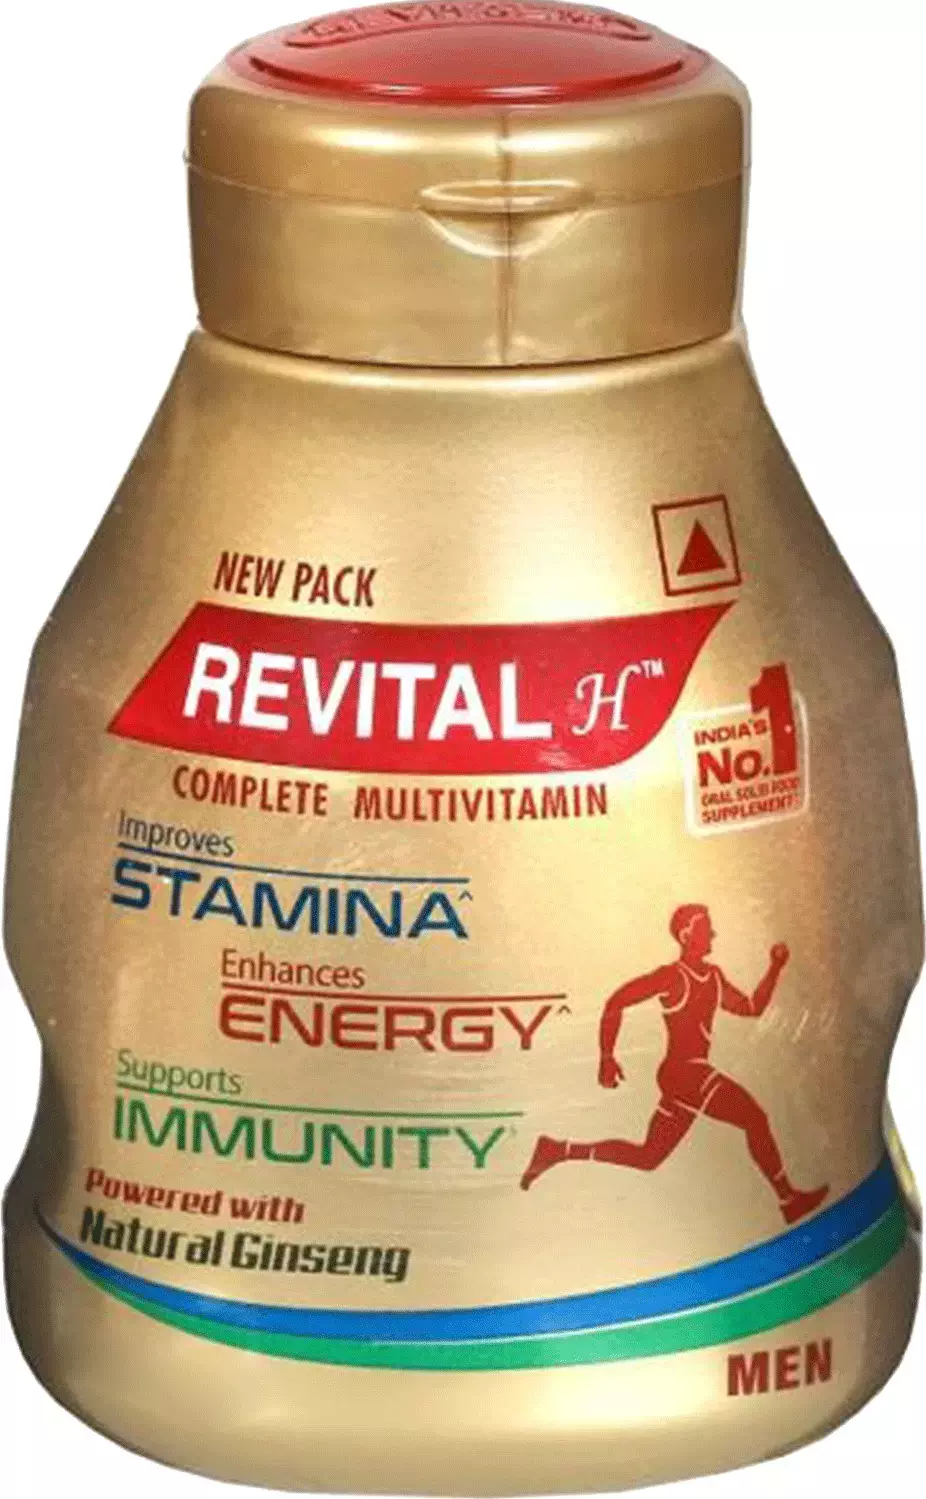 NEW PACK
REVITAL H™
COMPLETE MULTIVITAMIN
INDIA'S
No.1
ORAL SOLID FOOD
SUPPLEMENT
Improves
STAMINA^
Enhances
ENERGY^
Supports
IMMUNITY
Powered with
Natural Ginseng
MEN